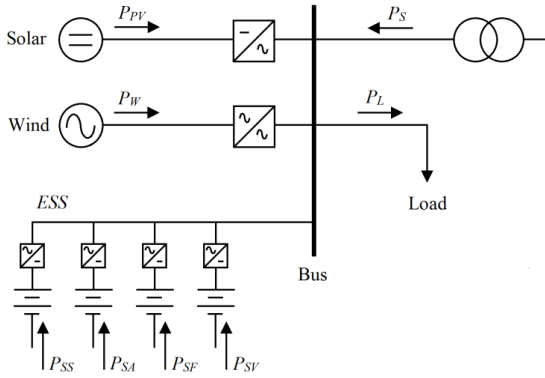 Solar
P_PV
P_S
Wind
P_W
P_L
Load
ESS
Bus
P_SS
P_SA
P_SF
P_SV